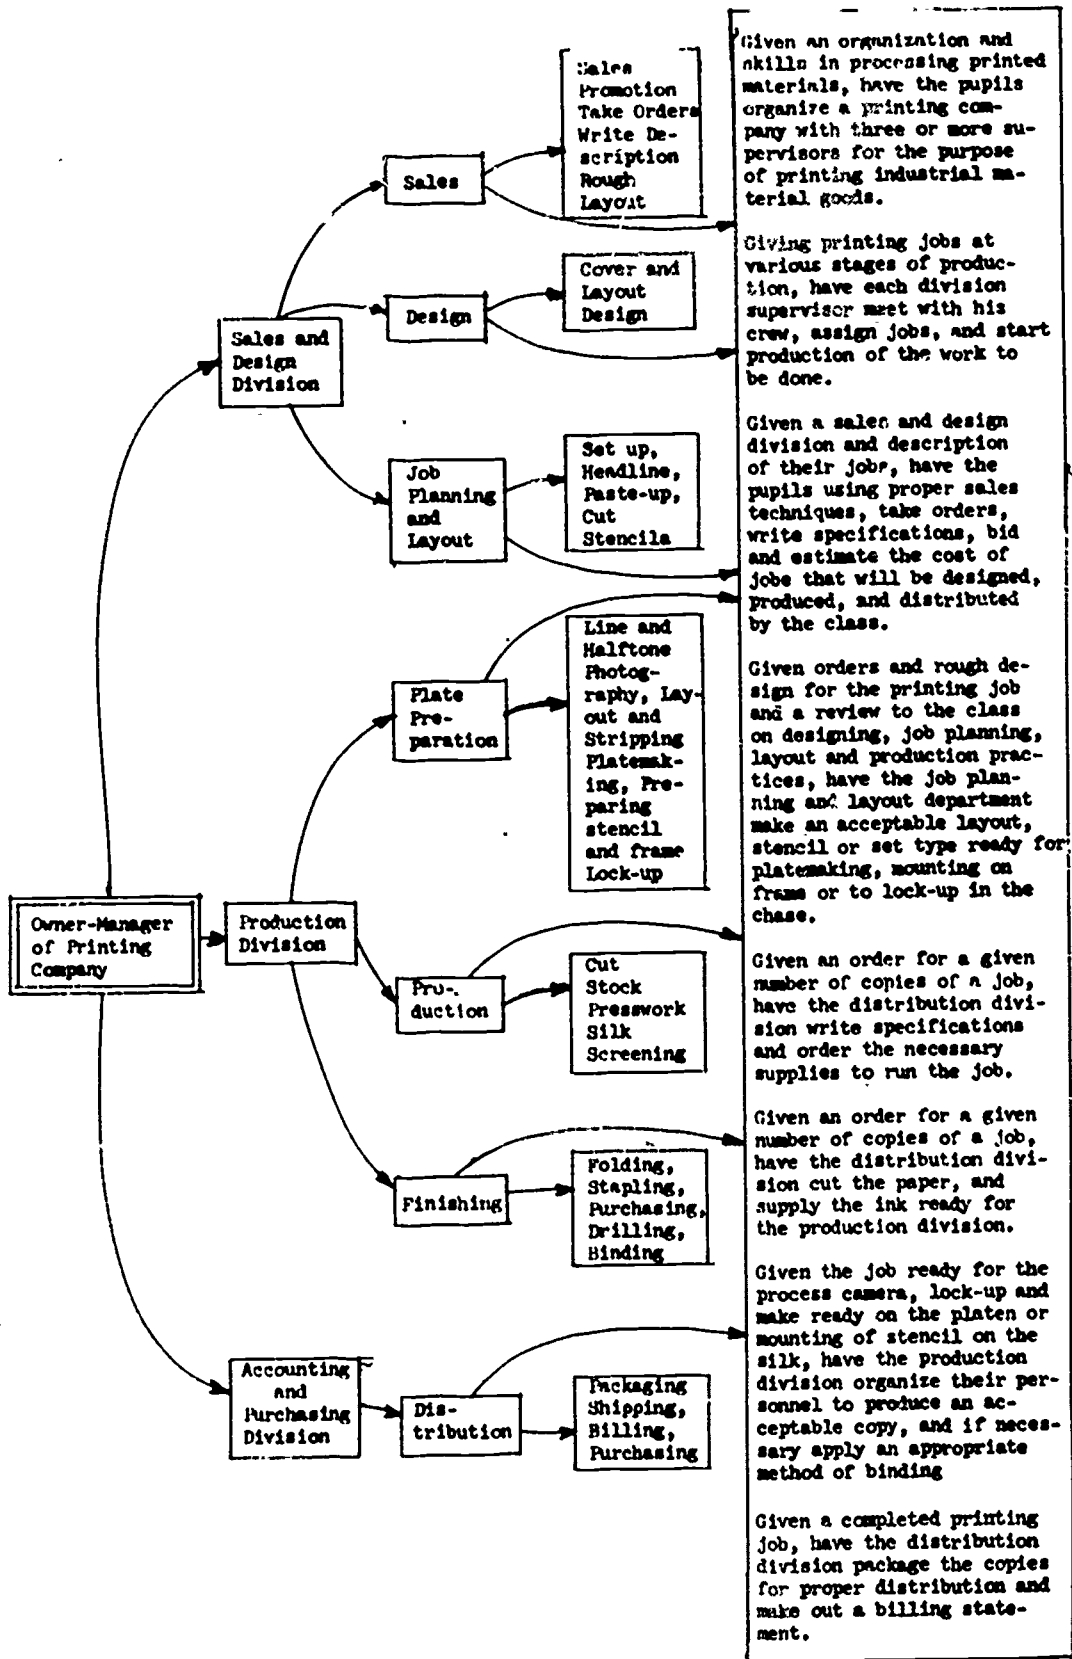 Owner-Manager
of Printing
Company
Sales and
Design
Division
Sales
Sales
Promotion
Take Orders
Write De-
scription
Rough
Layout
Design
Cover and
Layout
Design
Job
Planning
and
Layout
Set up,
Headline,
Paste-up,
Cut
Stencila
Production
Division
Plate
Pre-
paration
Line and
Halftone
Photog-
raphy, Lay-
out and
Stripping
Platemak-
ing, Pre-
paring
stencil
and frame
Lock-up
Pro-
duction
Cut
Stock
Presswork
Silk
Screening
Finishing
Folding,
Stapling,
Purchasing,
Drilling,
Binding
Accounting
and
Purchasing
Division
Dis-
tribution
Packaging
Shipping,
Billing,
Purchasing
Given an organization and
skills in processing printed
materials, have the pupils
organize a printing com-
pany with three or more su-
pervisors for the purpose
of printing industrial ma-
terial goods.
Giving printing jobs at
various stages of produc-
tion, have each division
supervisor meet with his
crew, assign jobs, and start
production of the work to
be done.
Given a sales and design
division and description
of their jobs, have the
pupils using proper sales
techniques, take orders,
write specifications, bid
and estimate the cost of
jobs that will be designed,
produced, and distributed
by the class.
Given orders and rough de-
sign for the printing job
and a review to the class
on designing, job planning,
layout and production prac-
tices, have the job plan-
ning and layout department
make an acceptable layout,
stencil or set type ready for
platemaking, mounting on
frame or to lock-up in the
chase.
Given an order for a given
number of copies of a job,
have the distribution divi-
sion write specifications
and order the necessary
supplies to run the job.
Given an order for a given
number of copies of a job,
have the distribution divi-
sion cut the paper, and
supply the ink ready for
the production division.
Given the job ready for the
process camera, lock-up and
make ready on the platen or
mounting of stencil on the
silk, have the production
division organize their per-
sonnel to produce an ac-
ceptable copy, and if neces-
sary apply an appropriate
method of binding
Given a completed printing
job, have the distribution
division package the copies
for proper distribution and
make out a billing state-
ment.